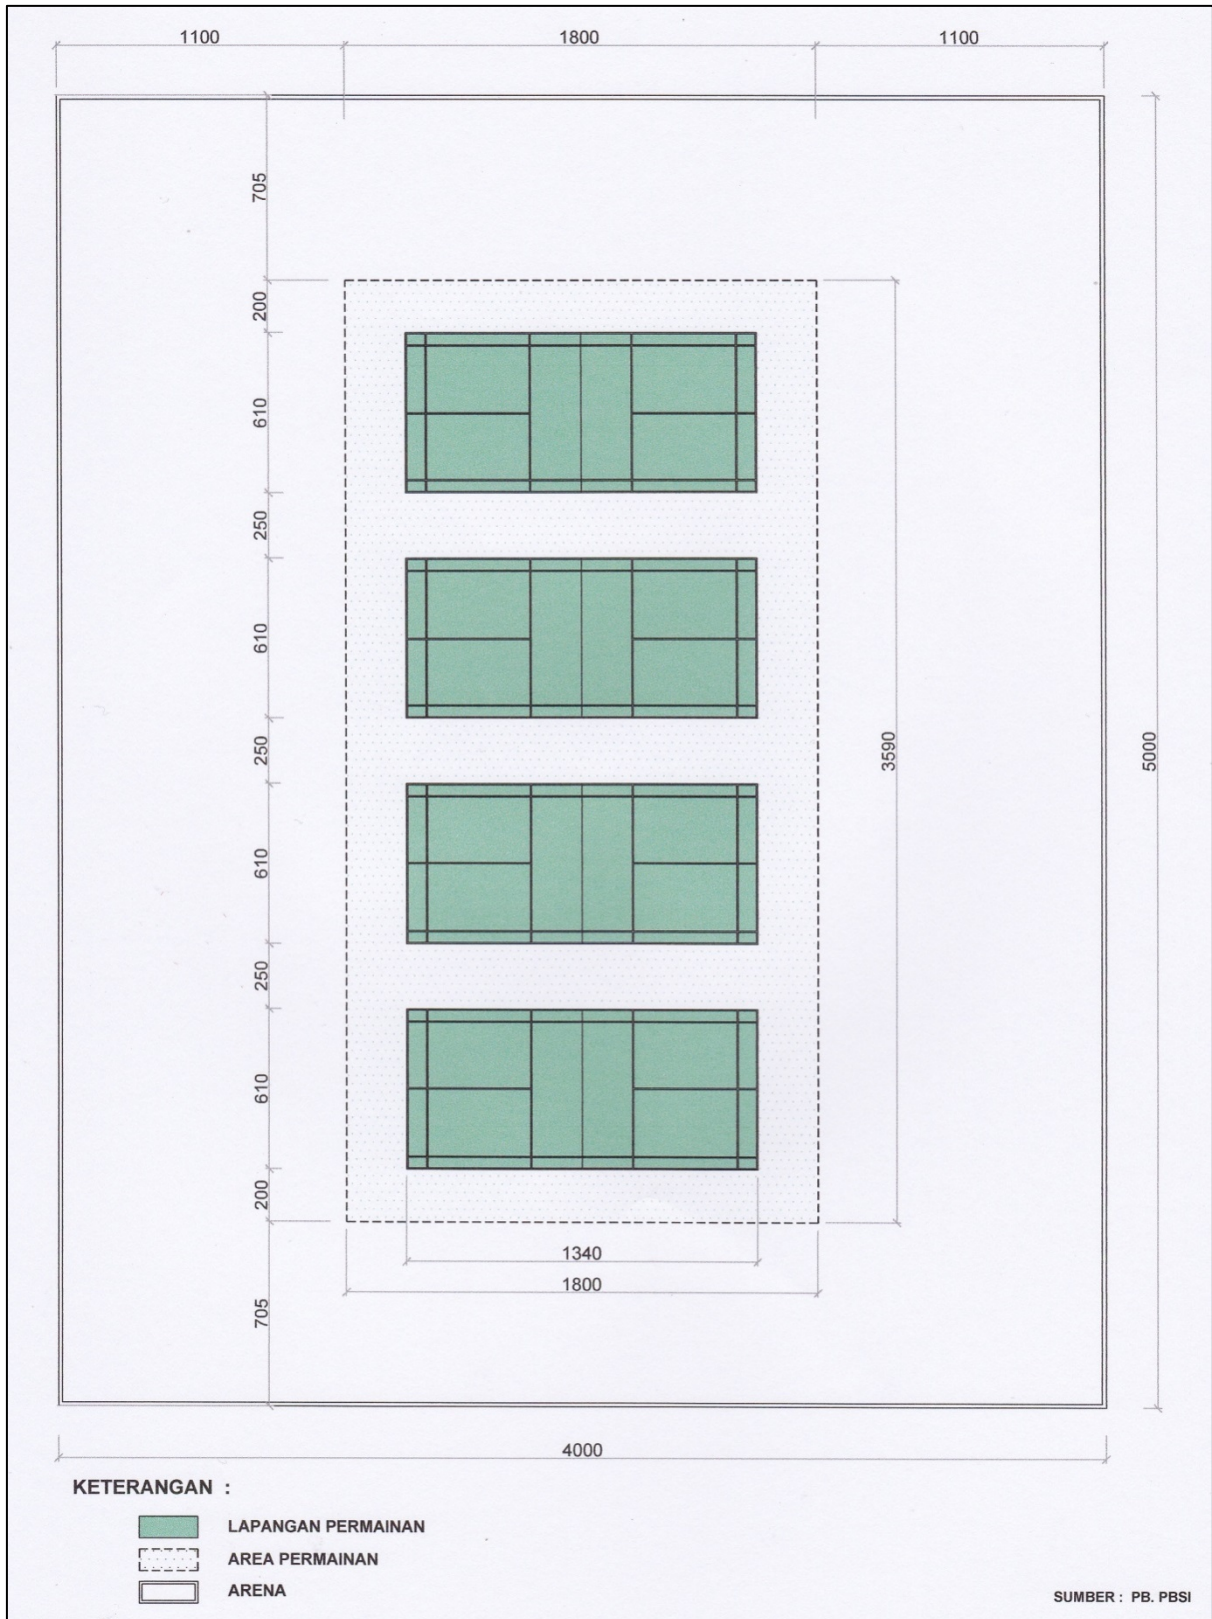 1100 1800 1100
705
200
610
250
610
250
3590
5000
610
250
610
200
1340
1800
705
4000
KETERANGAN :
LAPANGAN PERMAINAN
AREA PERMAINAN
ARENA
SUMBER : PB. PBSI